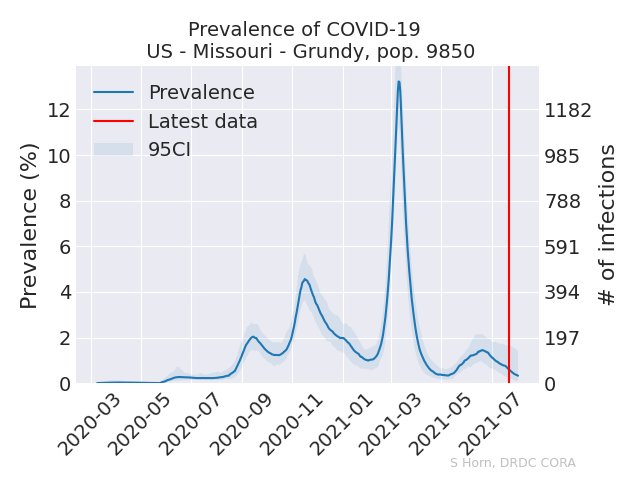 Prevalence of COVID-19
US - Missouri - Grundy, pop. 9850
Prevalence
Latest data
95CI
Prevalence (%)
12
10
8
6
4
2
0
1182
985
788
591
394
197
0
# of infections
2020-03
2020-05
2020-07
2020-09
2020-11
2021-01
2021-03
2021-05
2021-07
S Horn, DRDC CORA